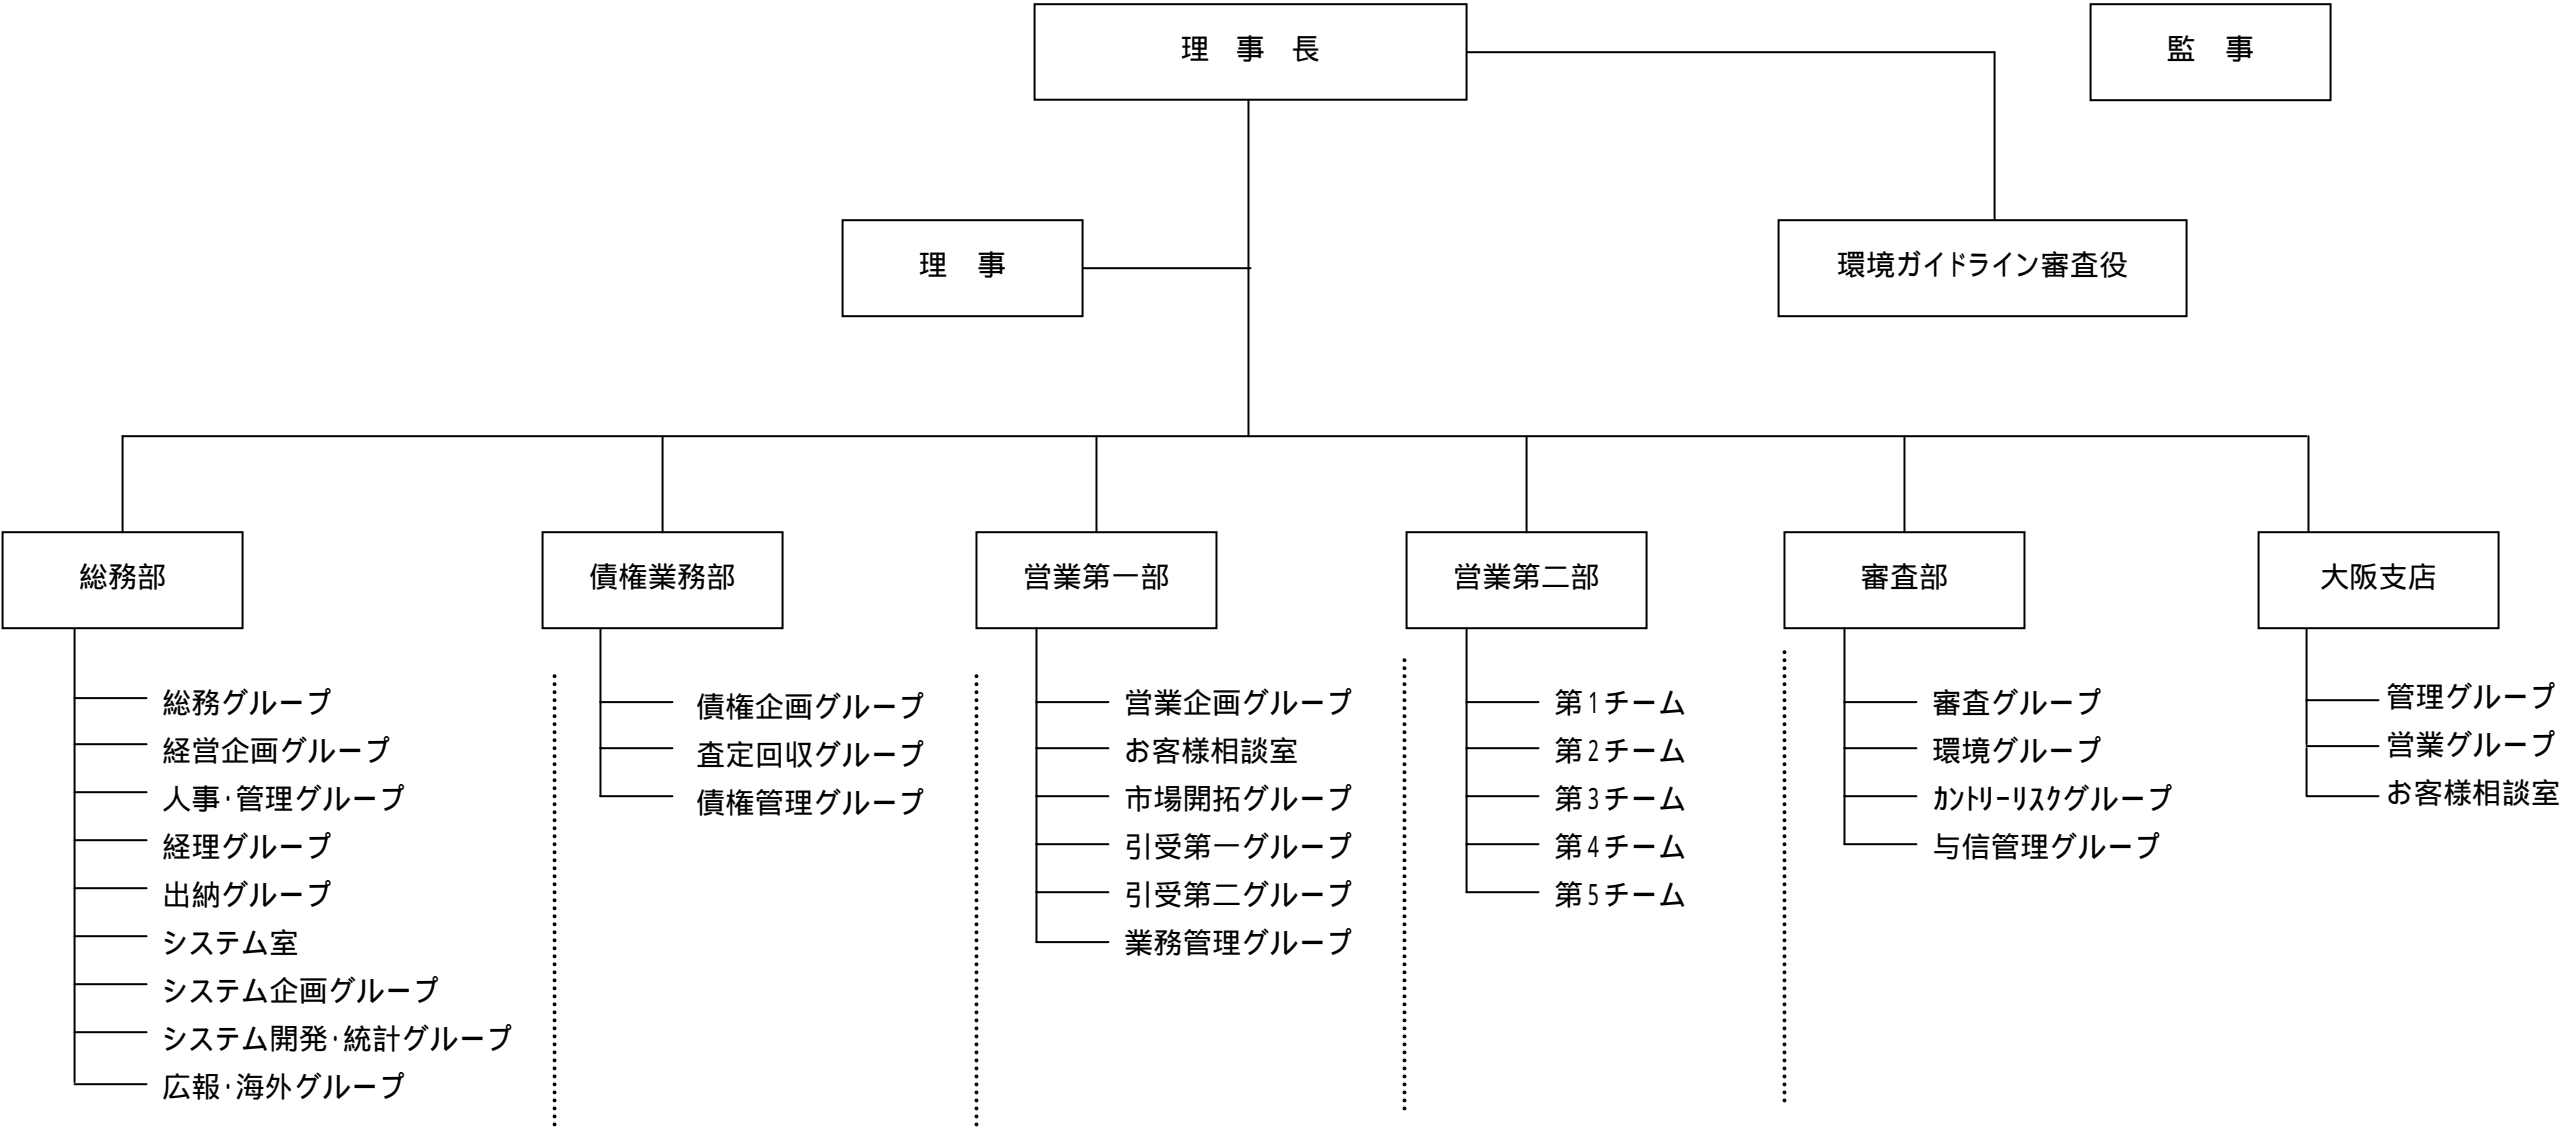 理　事　長
監　事
理　事
環境ガイドライン審査役
総務部
債権業務部
営業第一部
営業第二部
審査部
大阪支店
総務グループ
経営企画グループ
人事・管理グループ
経理グループ
出納グループ
システム室
システム企画グループ
システム開発・統計グループ
広報・海外グループ
債権企画グループ
査定回収グループ
債権管理グループ
営業企画グループ
お客様相談室
市場開拓グループ
引受第一グループ
引受第二グループ
業務管理グループ
第1チーム
第2チーム
第3チーム
第4チーム
第5チーム
審査グループ
環境グループ
ｶﾝﾄﾘｰﾘｽｸグループ
与信管理グループ
管理グループ
営業グループ
お客様相談室